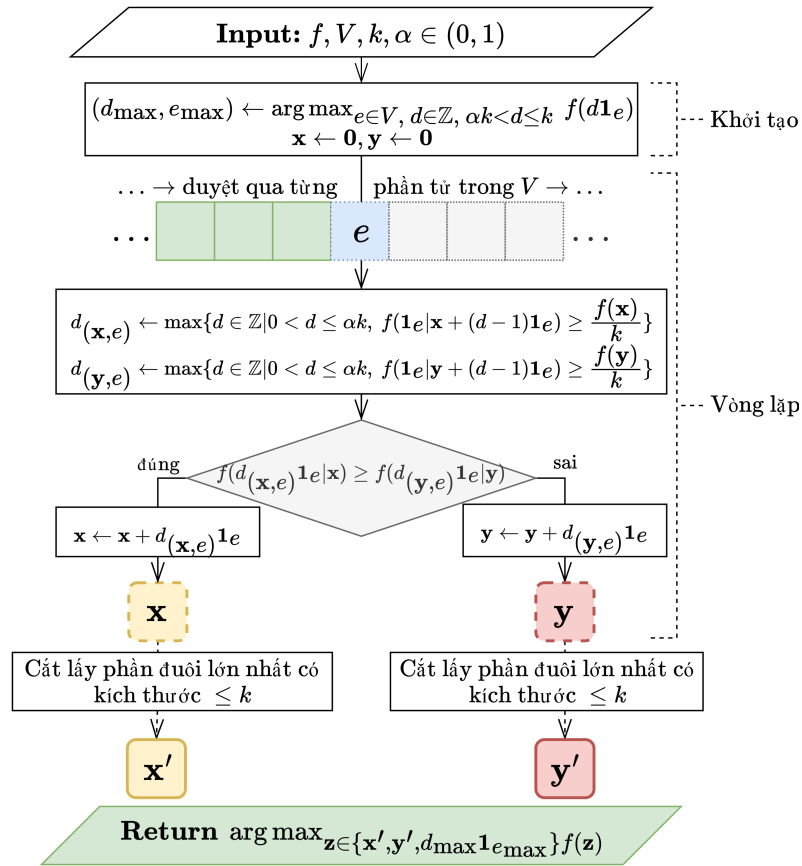 Input: f, V, k, α ∈ (0, 1)
(d_max, e_max) ← arg max_{e∈V, d∈ℤ, αk<d≤k} f(d𝟏_e)
𝐱 ← 𝟎, 𝐲 ← 𝟎
Khởi tạo
... → duyệt qua từng phần tử trong V → ...
... e ...
d_(𝐱,e) ← max{d ∈ ℤ|0 < d ≤ αk, f(𝟏_e|𝐱 + (d − 1)𝟏_e) ≥ f(𝐱)/k}
d_(𝐲,e) ← max{d ∈ ℤ|0 < d ≤ αk, f(𝟏_e|𝐲 + (d − 1)𝟏_e) ≥ f(𝐲)/k}
Vòng lặp
đúng
f(d_(𝐱,e)𝟏_e|𝐱) ≥ f(d_(𝐲,e)𝟏_e|𝐲)
sai
𝐱 ← 𝐱 + d_(𝐱,e)𝟏_e
𝐲 ← 𝐲 + d_(𝐲,e)𝟏_e
𝐱
𝐲
Cắt lấy phần đuôi lớn nhất có
kích thước ≤ k
Cắt lấy phần đuôi lớn nhất có
kích thước ≤ k
𝐱′
𝐲′
Return arg max_{𝐳∈{𝐱′,𝐲′,d_max𝟏_{e_max}}} f(𝐳)